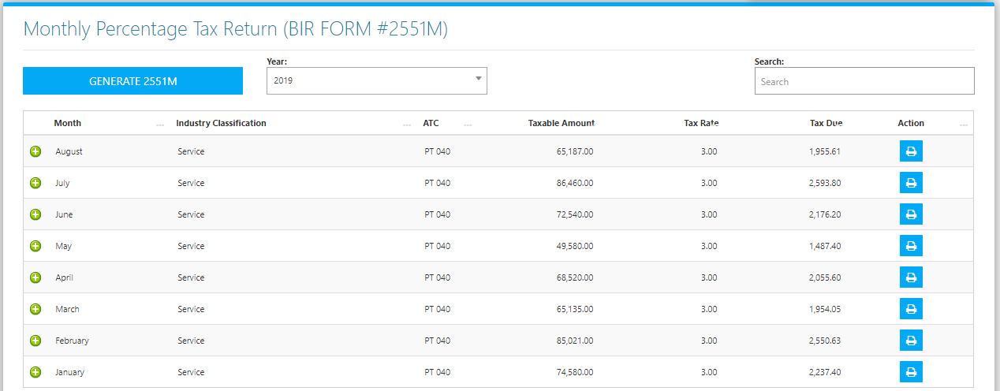 Monthly Percentage Tax Return (BIR FORM #2551M)
Year:
Search:
GENERATE 2551M
2019
Search
Month ... Industry Classification ... ATC ... Taxable Amount Tax Rate Tax Due Action ...
August Service PT 040 65,187.00 3.00 1,955.61
July Service PT 040 86,460.00 3.00 2,593.80
June Service PT 040 72,540.00 3.00 2,176.20
May Service PT 040 49,580.00 3.00 1,487.40
April Service PT 040 68,520.00 3.00 2,055.60
March Service PT 040 65,135.00 3.00 1,954.05
February Service PT 040 85,021.00 3.00 2,550.63
January Service PT 040 74,580.00 3.00 2,237.40